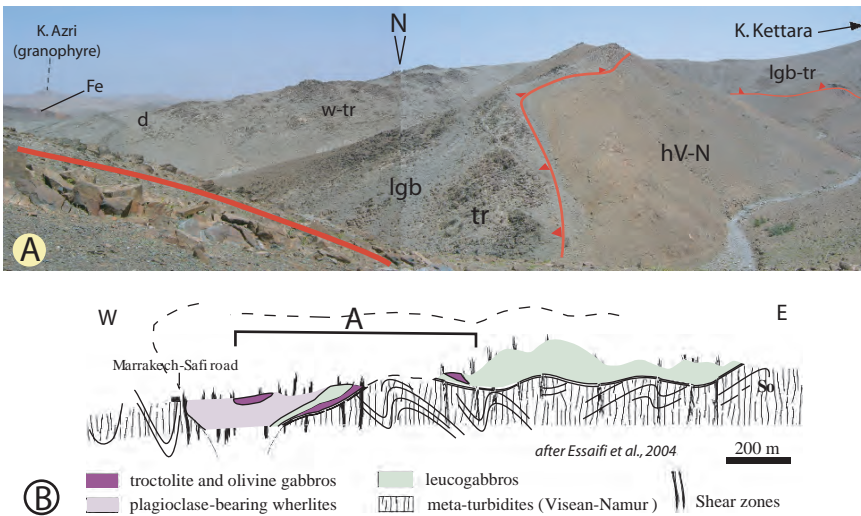 K. Azri
(granophyre)
N
K. Kettara
Fe
lgb-tr
d
w-tr
hV-N
lgb
tr
A
W
A
E
Marrakech-Safi road
So
after Essaifi et al., 2004
200 m
troctolite and olivine gabbros
leucogabbros
B
plagioclase-bearing wherlites
meta-turbidites (Visean-Namur )
Shear zones